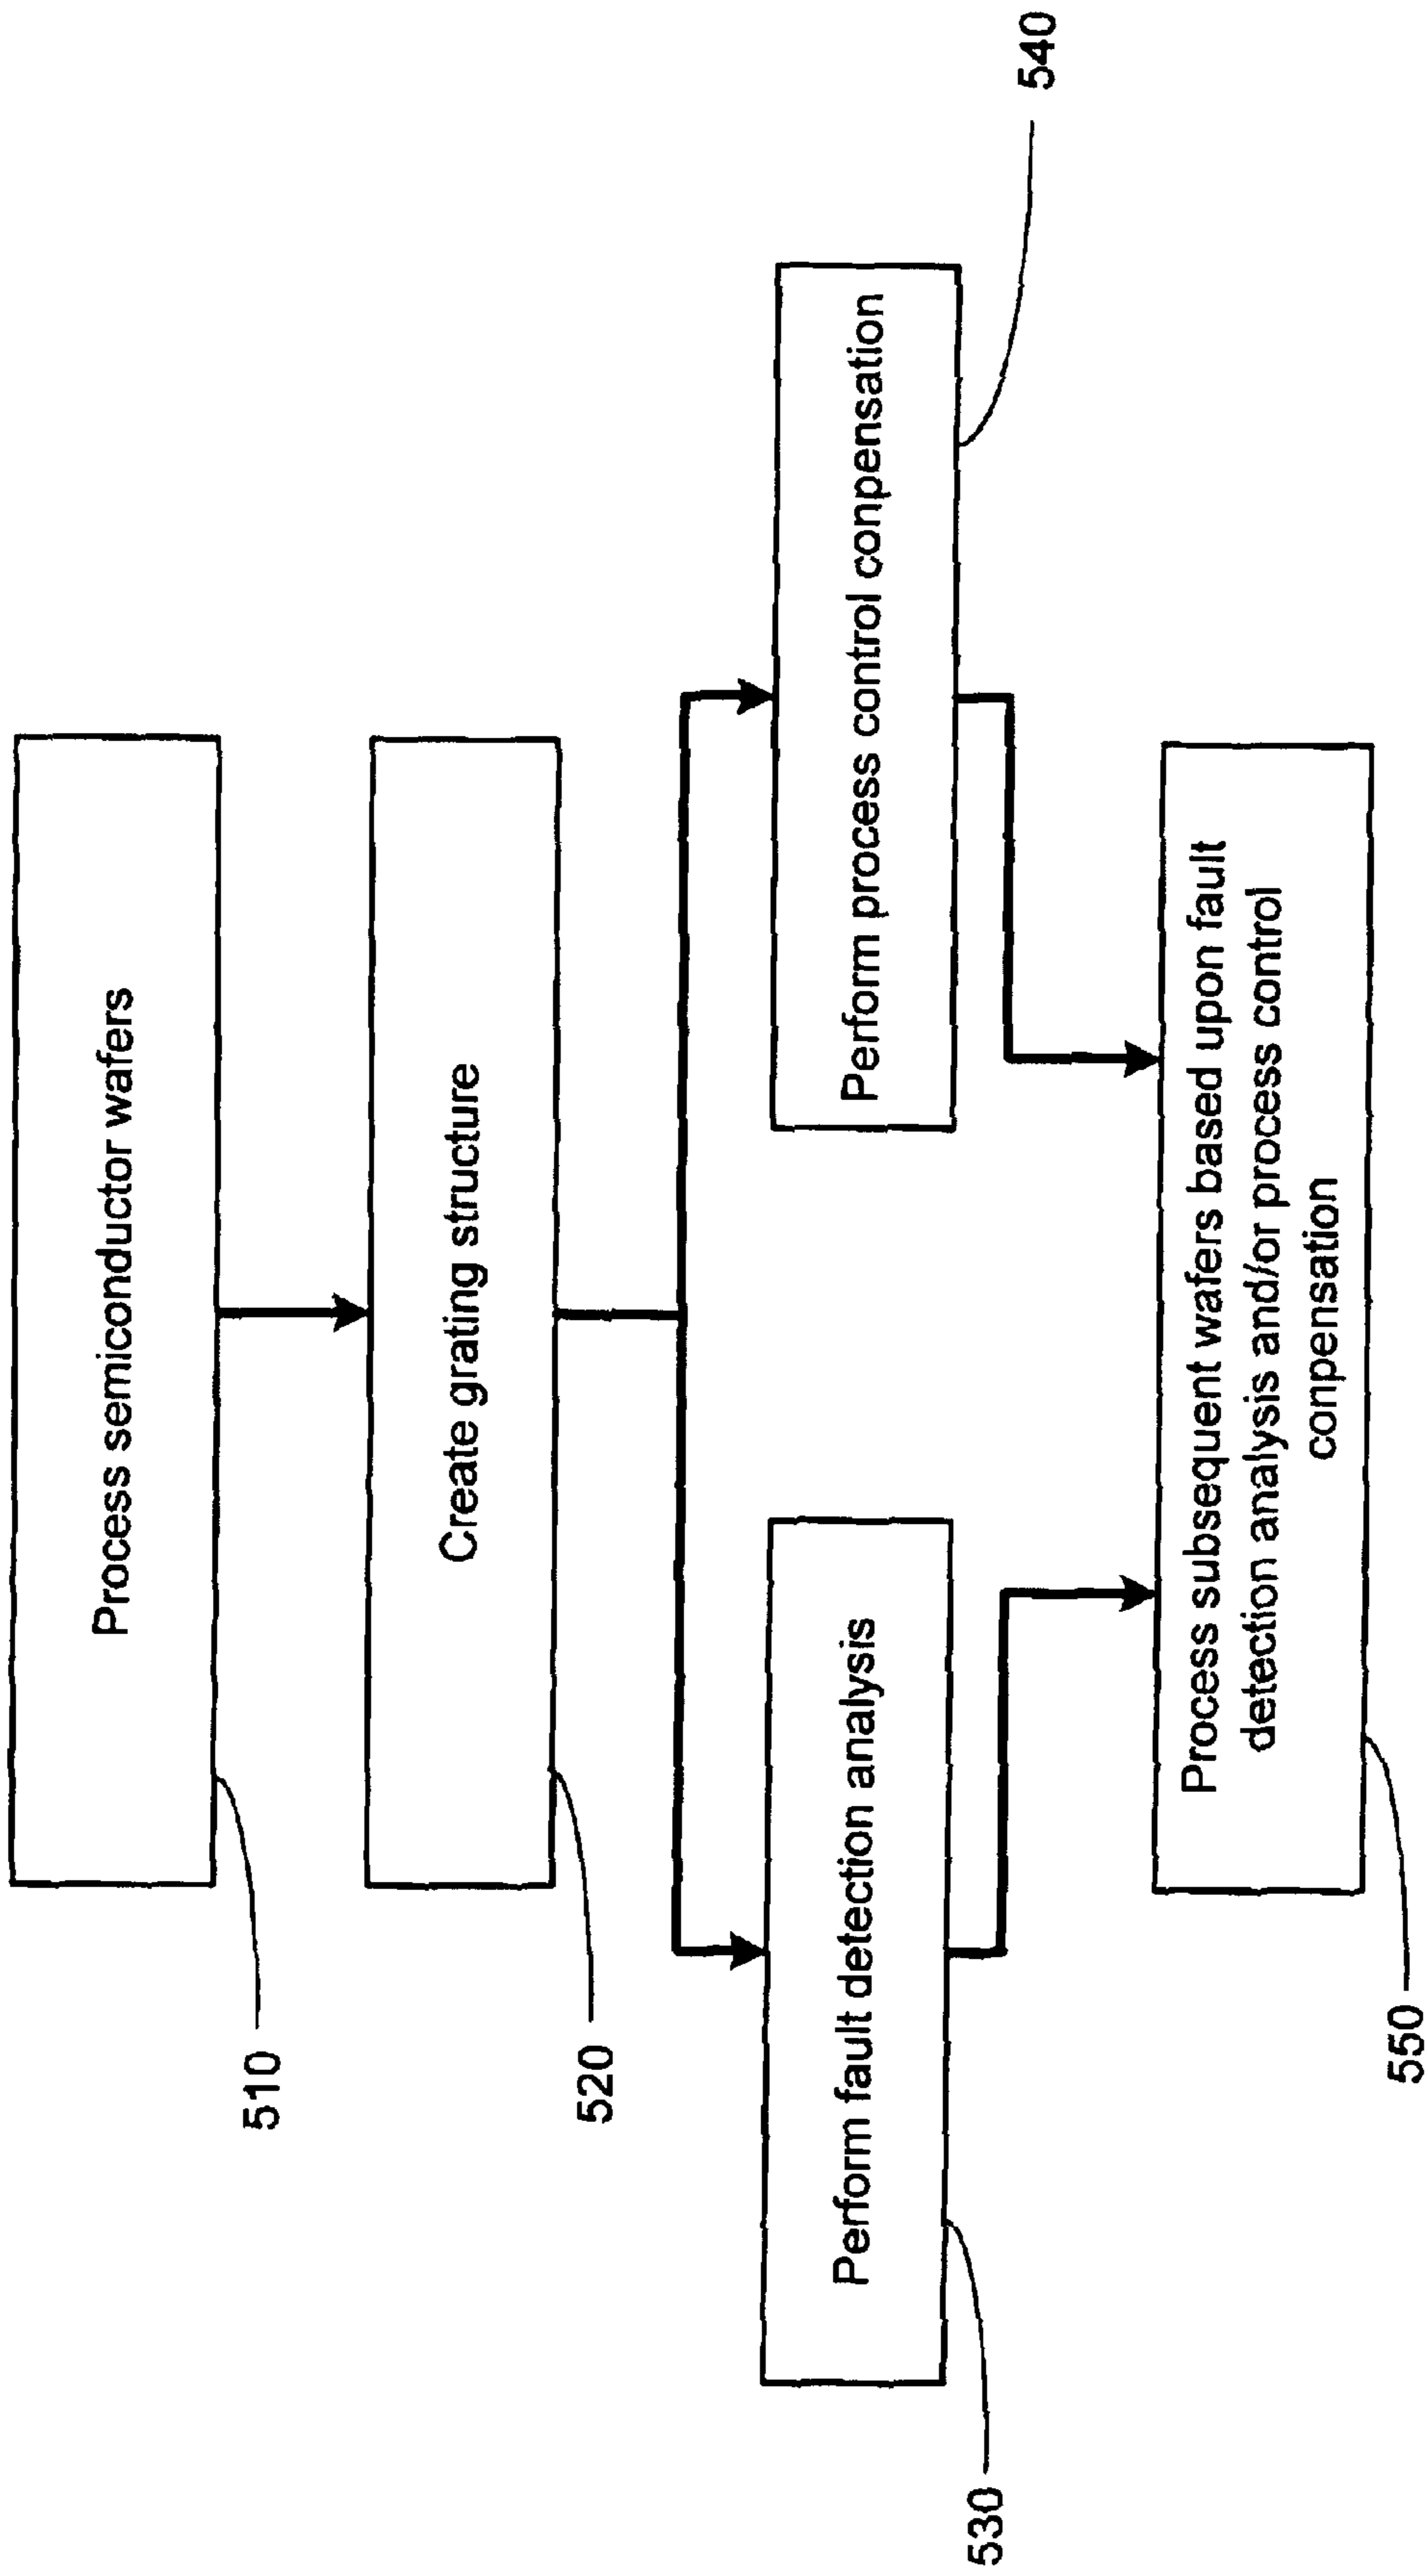 Process semiconductor wafers
510
Create grating structure
520
Perform fault detection analysis
530
Perform process control conpensation
540
Process subsequent wafers based upon fault
detection analysis and/or process control
conpensation
550